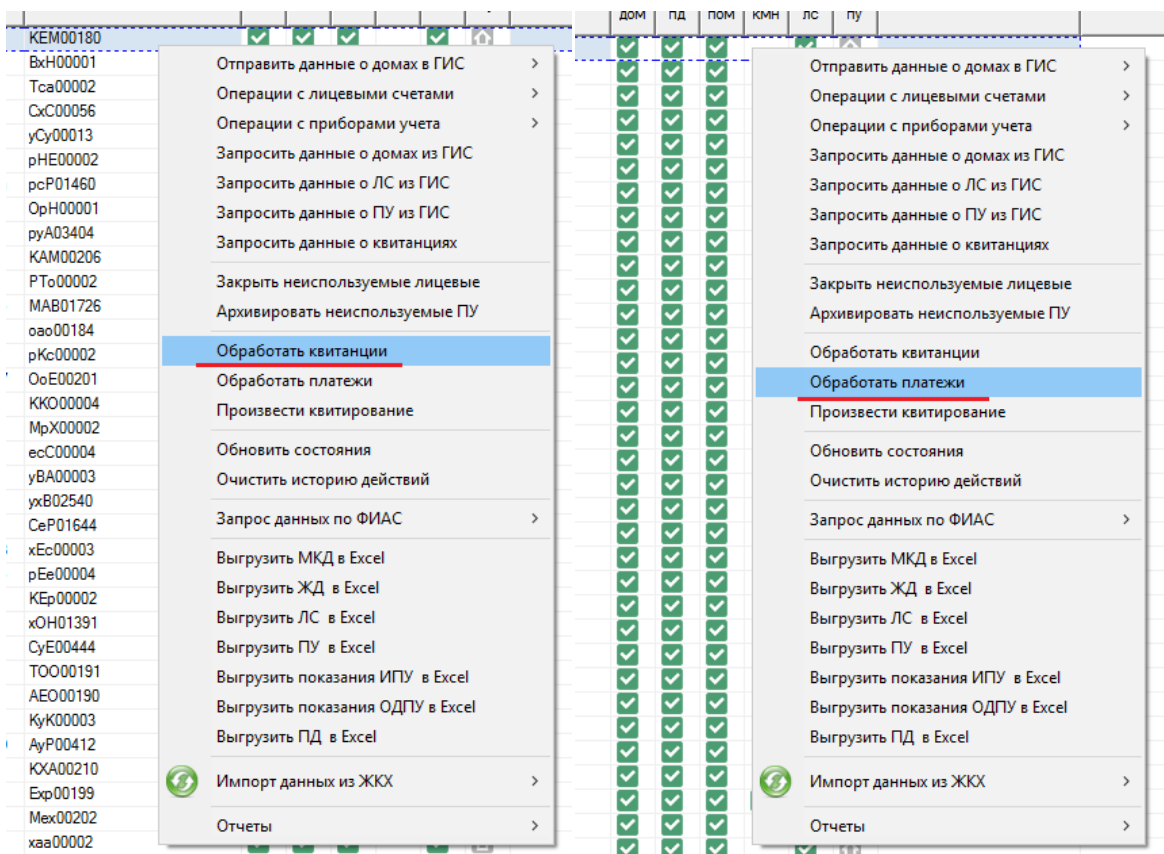 дом пд пом кмн лс пу
KEM00180
BxH00001
Tca00002
CxC00056
yCy00013
pHE00002
pcP01460
OpH00001
pyA03404
KAM00206
PTo00002
MAB01726
oao00184
pKc00002
OoE00201
KKO00004
MpX00002
ecC00004
yBA00003
yxB02540
CeP01644
xEc00003
pEe00004
KEp00002
xOH01391
CyE00444
TOO00191
AEO00190
KyK00003
AyP00412
KXA00210
Exp00199
Mex00202
xaa00002
Отправить данные о домах в ГИС
Операции с лицевыми счетами
Операции с приборами учета
Запросить данные о домах из ГИС
Запросить данные о ЛС из ГИС
Запросить данные о ПУ из ГИС
Запросить данные о квитанциях
Закрыть неиспользуемые лицевые
Архивировать неиспользуемые ПУ
Обработать квитанции
Обработать платежи
Произвести квитирование
Обновить состояния
Очистить историю действий
Запрос данных по ФИАС
Выгрузить МКД в Excel
Выгрузить ЖД в Excel
Выгрузить ЛС в Excel
Выгрузить ПУ в Excel
Выгрузить показания ИПУ в Excel
Выгрузить показания ОДПУ в Excel
Выгрузить ПД в Excel
Импорт данных из ЖКХ
Отчеты
Отправить данные о домах в ГИС
Операции с лицевыми счетами
Операции с приборами учета
Запросить данные о домах из ГИС
Запросить данные о ЛС из ГИС
Запросить данные о ПУ из ГИС
Запросить данные о квитанциях
Закрыть неиспользуемые лицевые
Архивировать неиспользуемые ПУ
Обработать квитанции
Обработать платежи
Произвести квитирование
Обновить состояния
Очистить историю действий
Запрос данных по ФИАС
Выгрузить МКД в Excel
Выгрузить ЖД в Excel
Выгрузить ЛС в Excel
Выгрузить ПУ в Excel
Выгрузить показания ИПУ в Excel
Выгрузить показания ОДПУ в Excel
Выгрузить ПД в Excel
Импорт данных из ЖКХ
Отчеты